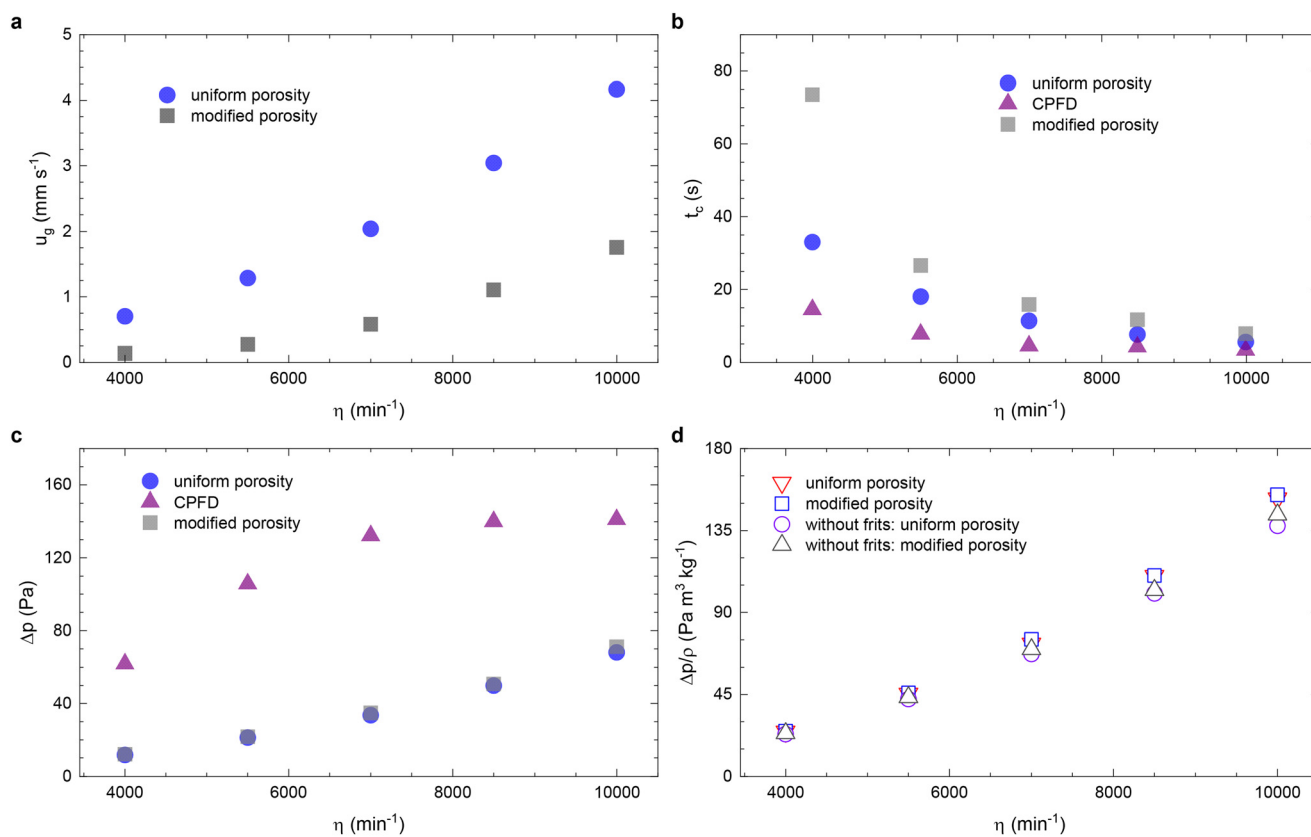 a
5
4
3
2
1
0
u_g (mm s⁻¹)
uniform porosity
modified porosity
4000 6000 8000 10000
η (min⁻¹)
b
80
60
40
20
0
t_c (s)
uniform porosity
CPFD
modified porosity
4000 6000 8000 10000
η (min⁻¹)
c
160
120
80
40
0
Δp (Pa)
uniform porosity
CPFD
modified porosity
4000 6000 8000 10000
η (min⁻¹)
d
180
135
90
45
0
Δp/ρ (Pa m³ kg⁻¹)
uniform porosity
modified porosity
without frits: uniform porosity
without frits: modified porosity
4000 6000 8000 10000
η (min⁻¹)